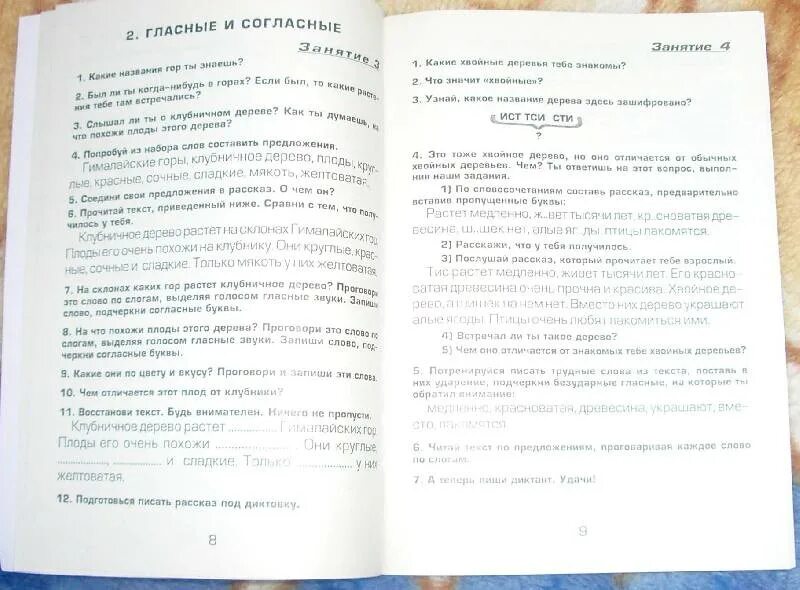 2. ГЛАСНЫЕ И СОГЛАСНЫЕ
Занятие 3
1. Какие названия гор ты знаешь?
2. Был ли ты когда-нибудь в горах? Если был, то какие расте-
ния тебе там встречались?
3. Слышал ли ты о клубничном дереве? Как ты думаешь, на
что похожи плоды этого дерева?
4. Попробуй из набора слов составить предложения.
Гималайские горы, клубничное дерево, плоды, круг-
лые, красные, сочные, сладкие, мякоть, желтоватая.
5. Соедини свои предложения в рассказ. О чем он?
6. Прочитай текст, приведенный ниже. Сравни с тем, что полу-
чилось у тебя.
Клубничное дерево растет на склонах Гималайских гор.
Плоды его очень похожи на клубнику. Они круглые, крас-
ные, сочные и сладкие. Только мякоть у них желтоватая.
7. На склонах каких гор растет клубничное дерево? Проговори
это слово по слогам, выделяя голосом гласные звуки. Запиши
слово, подчеркни согласные буквы.
8. На что похожи плоды этого дерева? Проговори это слово по
слогам, выделяя голосом гласные звуки. Запиши слово, под-
черкни согласные буквы.
9. Какие они по цвету и вкусу? Проговори и запиши эти слова.
10. Чем отличается этот плод от клубники?
11. Восстанови текст. Будь внимателен. Ничего не пропусти.
Клубничное дерево растет .............. Гималайских гор.
Плоды его очень похожи .............. . Они круглые,
.............., .............. и сладкие. Только .............. у них
желтоватая.
12. Подготовься писать рассказ под диктовку.
8
Занятие 4
1. Какие хвойные деревья тебе знакомы?
2. Что значит «хвойные»?
3. Узнай, какое название дерева здесь зашифровано?
ИСТ ТСИ СТИ
?
4. Это тоже хвойное дерево, но оно отличается от обычных
хвойных деревьев. Чем? Ты ответишь на этот вопрос, выпол-
нив наши задания.
1) По словосочетаниям составь рассказ, предварительно
вставив пропущенные буквы:
Растет медленно, ж..вет тысячи лет, кр..сноватая дре-
весина, ш..шек нет, алые яг..ды, птицы лакомятся.
2) Расскажи, что у тебя получилось.
3) Послушай рассказ, который прочитает тебе взрослый.
Тис растет медленно, живет тысячи лет. Его красно-
ватая древесина очень прочна и красива. Хвойное де-
рево, а шишек на нем нет. Вместо них дерево украшают
алые ягоды. Птицы очень любят лакомиться ими.
4) Встречал ли ты такое дерево?
5) Чем оно отличается от знакомых тебе хвойных деревьев?
5. Потренируйся писать трудные слова из текста, поставь в
них ударение, подчеркни безударные гласные, на которые ты
обратил внимание:
медленно, красноватая, древесина, украшают, вме-
сто, лакомятся.
6. Читай текст по предложениям, проговаривая каждое слово
по слогам.
7. А теперь пиши диктант. Удачи!
9